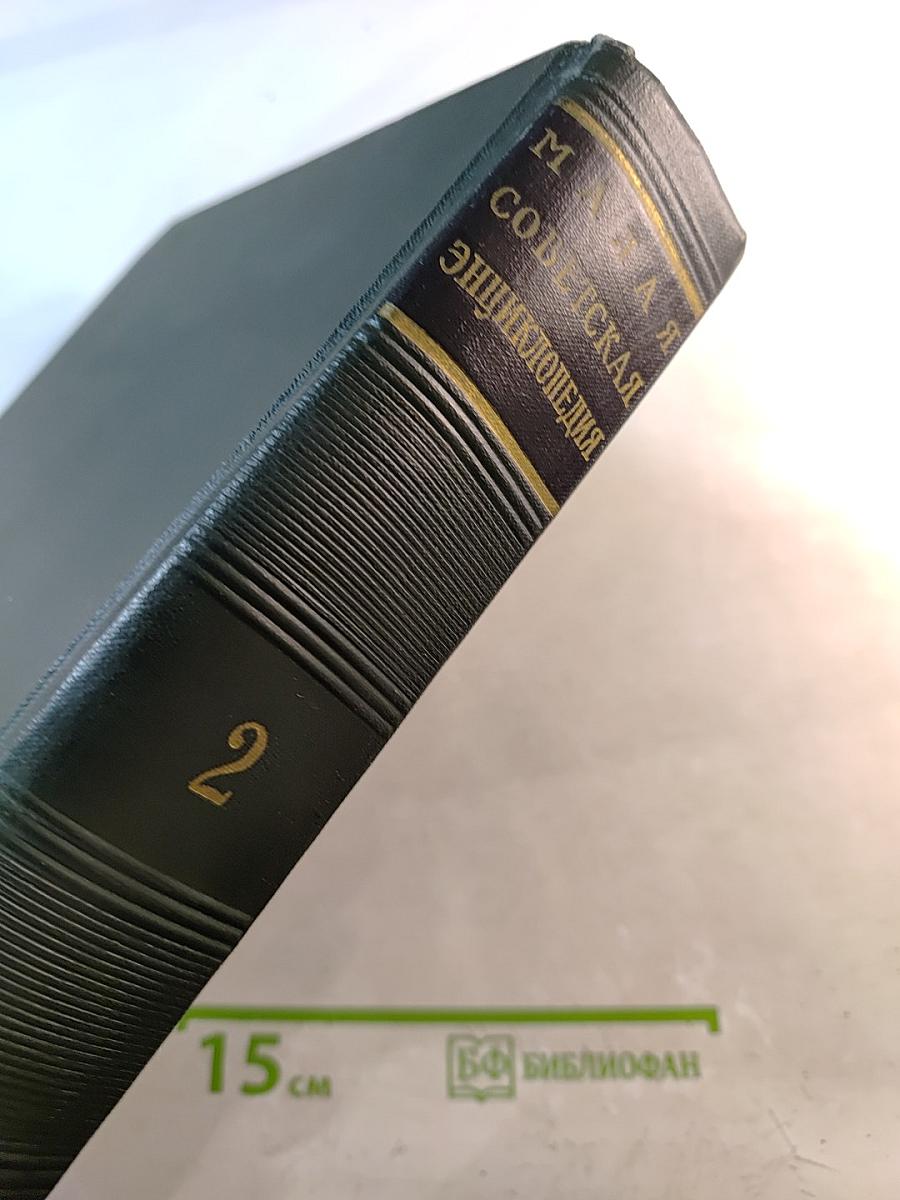 МАЛАЯ
СОВЕТСКАЯ
ЭНЦИКЛОПЕДИЯ
2
15 см
БФ БИБЛИОФАН